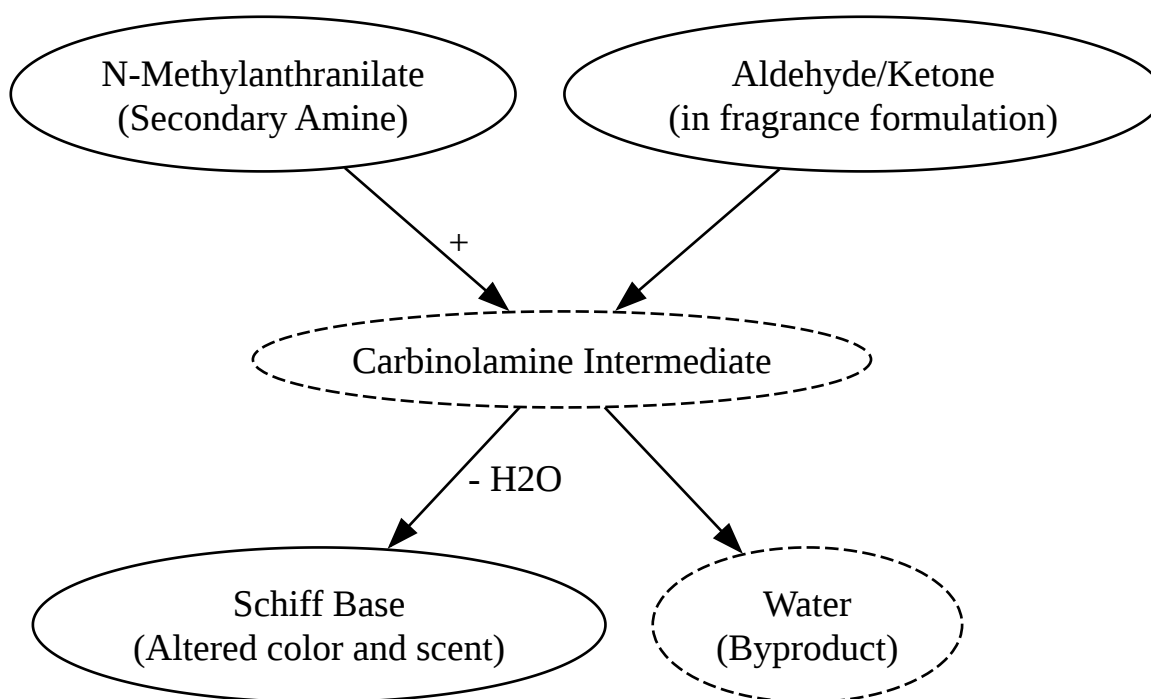 N-Methylanthranilate
(Secondary Amine)
Aldehyde/Ketone
(in fragrance formulation)
+
Carbinolamine Intermediate
- H2O
Schiff Base
(Altered color and scent)
Water
(Byproduct)